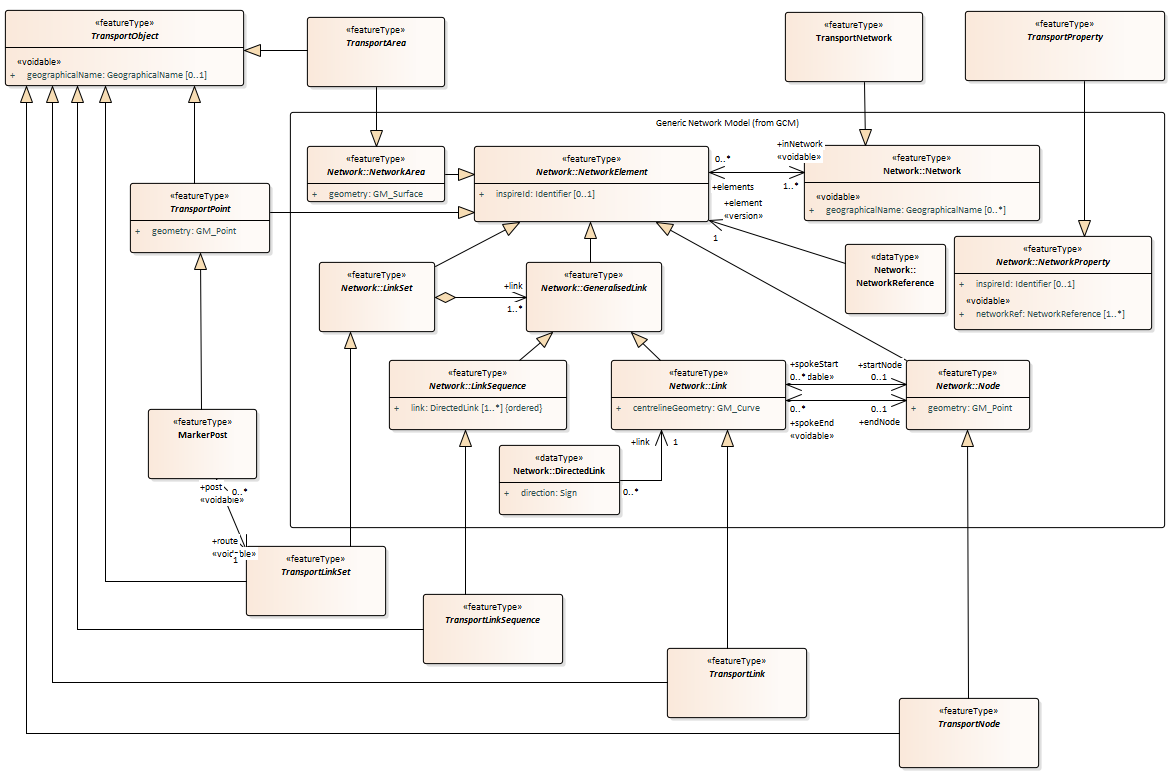 «featureType»
TransportObject
«voidable»
+ geographicalName: GeographicalName [0..1]
«featureType»
TransportArea
«featureType»
TransportNetwork
«featureType»
TransportProperty
Generic Network Model (from GCM)
«featureType»
Network::NetworkArea
+ geometry: GM_Surface
«featureType»
Network::NetworkElement
+ inspireId: Identifier [0..1]
0..*
+elements
+inNetwork
«voidable»
1..*
«featureType»
Network::Network
«voidable»
+ geographicalName: GeographicalName [0..*]
+element
«version»
1
«featureType»
TransportPoint
+ geometry: GM_Point
«dataType»
Network::
NetworkReference
«featureType»
Network::NetworkProperty
+ inspireId: Identifier [0..1]
«voidable»
+ networkRef: NetworkReference [1..*]
«featureType»
Network::LinkSet
+link
1..*
«featureType»
Network::GeneralisedLink
«featureType»
Network::LinkSequence
+ link: DirectedLink [1..*] {ordered}
«featureType»
Network::Link
+ centrelineGeometry: GM_Curve
+spokeStart
0..* dable»
+startNode
0..1
0..*
+spokeEnd
«voidable»
0..1
+endNode
«featureType»
Network::Node
+ geometry: GM_Point
«featureType»
MarkerPost
+link
1
«dataType»
Network::DirectedLink
+ direction: Sign
0..*
+post
0..*
«voidable»
+route
«voidable»
1
«featureType»
TransportLinkSet
«featureType»
TransportLinkSequence
«featureType»
TransportLink
«featureType»
TransportNode